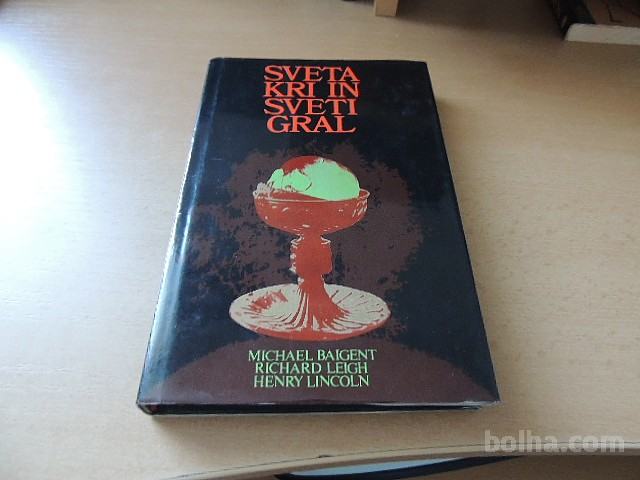 SVETA
KRI IN
SVETI
GRAL
MICHAEL BAIGENT
RICHARD LEIGH
HENRY LINCOLN
bolha.com